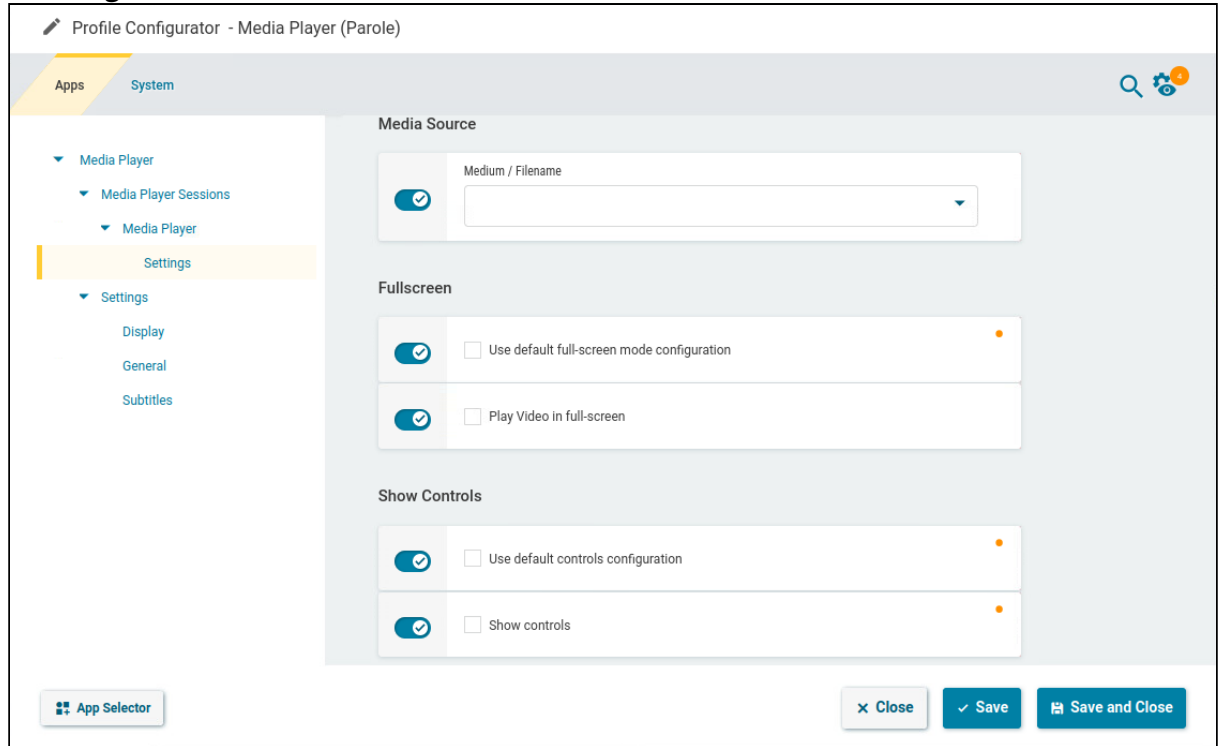 Profile Configurator - Media Player (Parole)
Apps
System
4
Media Player
Media Player Sessions
Media Player
Settings
Settings
Display
General
Subtitles
Media Source
Medium / Filename
Fullscreen
Use default full-screen mode configuration
Play Video in full-screen
Show Controls
Use default controls configuration
Show controls
App Selector
Close
Save
Save and Close